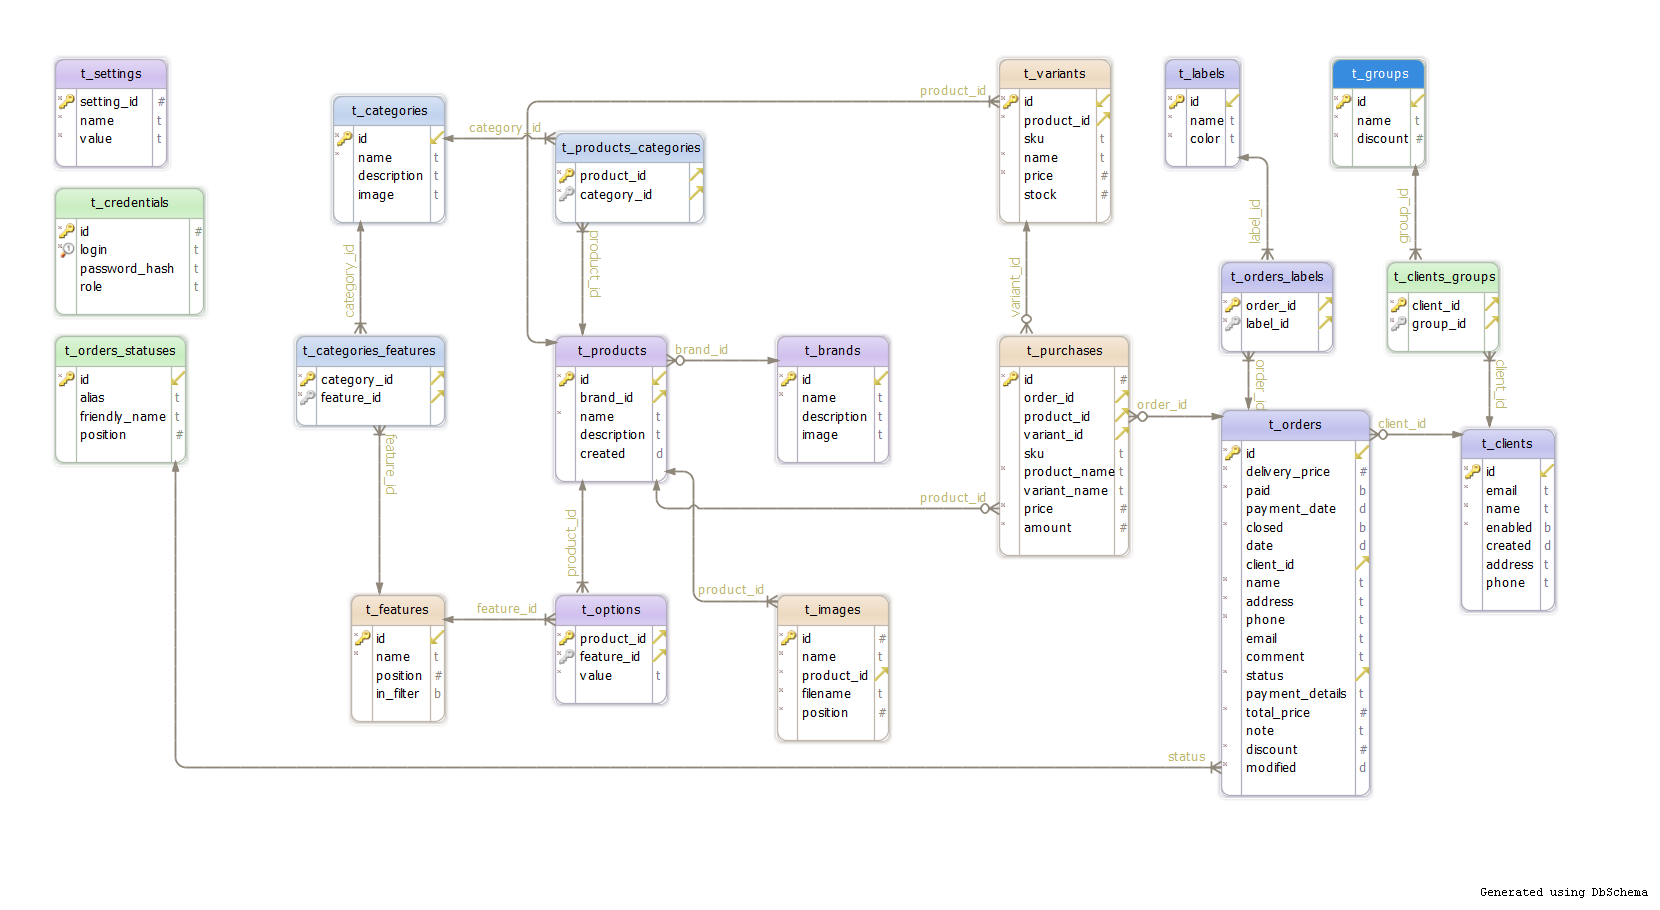 t_settings
setting_id #
name t
value t
t_credentials
id #
login t
password_hash t
role t
t_orders_statuses
id
alias t
friendly_name t
position #
t_categories
id
name t
description t
image t
category_id
t_products_categories
product_id
category_id
category_id
product_id
t_categories_features
category_id
feature_id
feature_id
t_products
id
brand_id
name t
description t
created d
brand_id
t_brands
id
name t
description t
image t
product_id
t_features
id
name t
position #
in_filter b
feature_id
t_options
product_id
feature_id
value t
product_id
t_images
id #
name t
product_id
filename t
position #
product_id
t_variants
id
product_id
sku t
name t
price #
stock #
variant_id
t_purchases
id #
order_id
product_id
variant_id
sku t
product_name t
variant_name t
price #
amount #
product_id
order_id
t_labels
id
name t
color t
label_id
t_orders_labels
order_id
label_id
order_id
t_groups
id
name t
discount #
group_id
t_clients_groups
client_id
group_id
client_id
t_orders
id
delivery_price #
paid b
payment_date d
closed b
date d
client_id
name t
address t
phone t
email t
comment t
status
payment_details t
total_price #
note t
discount #
modified d
client_id
t_clients
id
email t
name t
enabled b
created d
address t
phone t
status
Generated using DbSchema